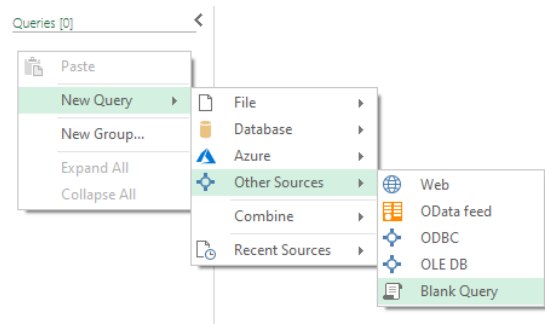 Queries [0]
Paste
New Query
New Group...
Expand All
Collapse All
File
Database
Azure
Other Sources
Combine
Recent Sources
Web
OData feed
ODBC
OLE DB
Blank Query